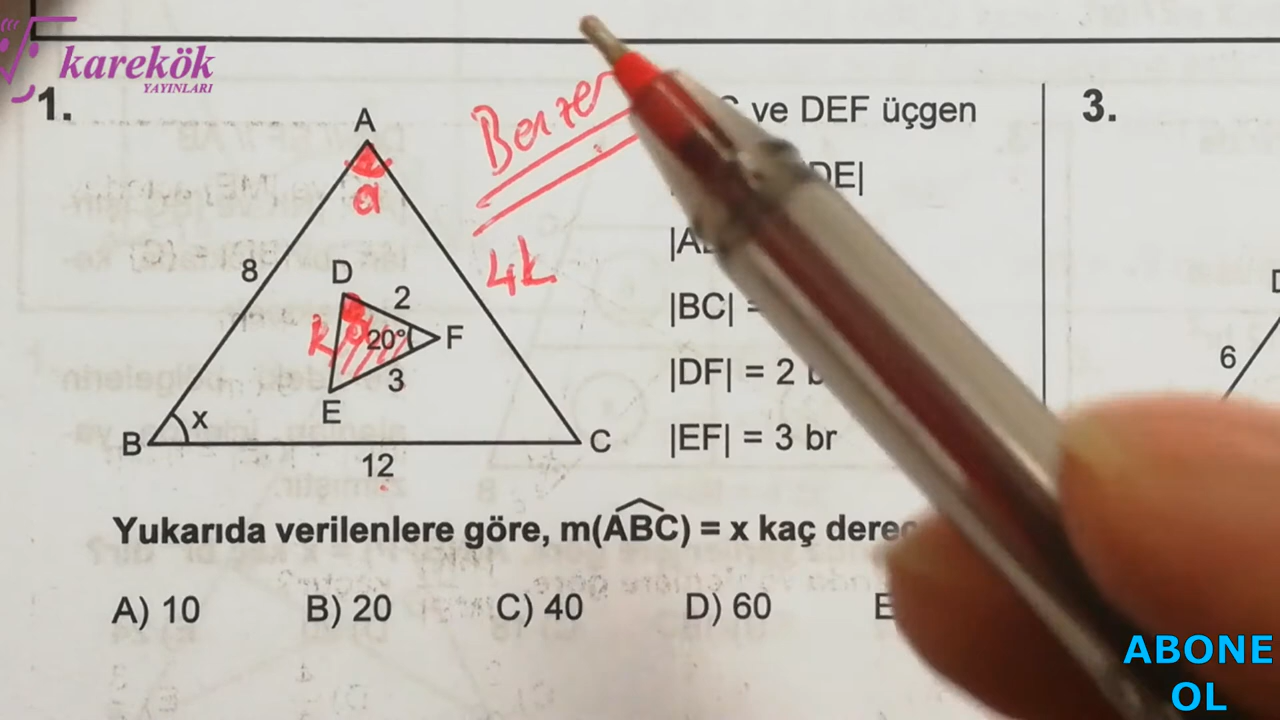 karekök
YAYINLARI
1.
A
Benzer
ve DEF üçgen
3.
a
DE|
8
4k
D
2
|BC| =
k
a
20°
F
3
|DF| = 2
6
E
x
B
C
|EF| = 3 br
12
Yukarıda verilenlere göre, m(ABC) = x kaç
A) 10 B) 20 C) 40 D) 60 E
ABONE
OL